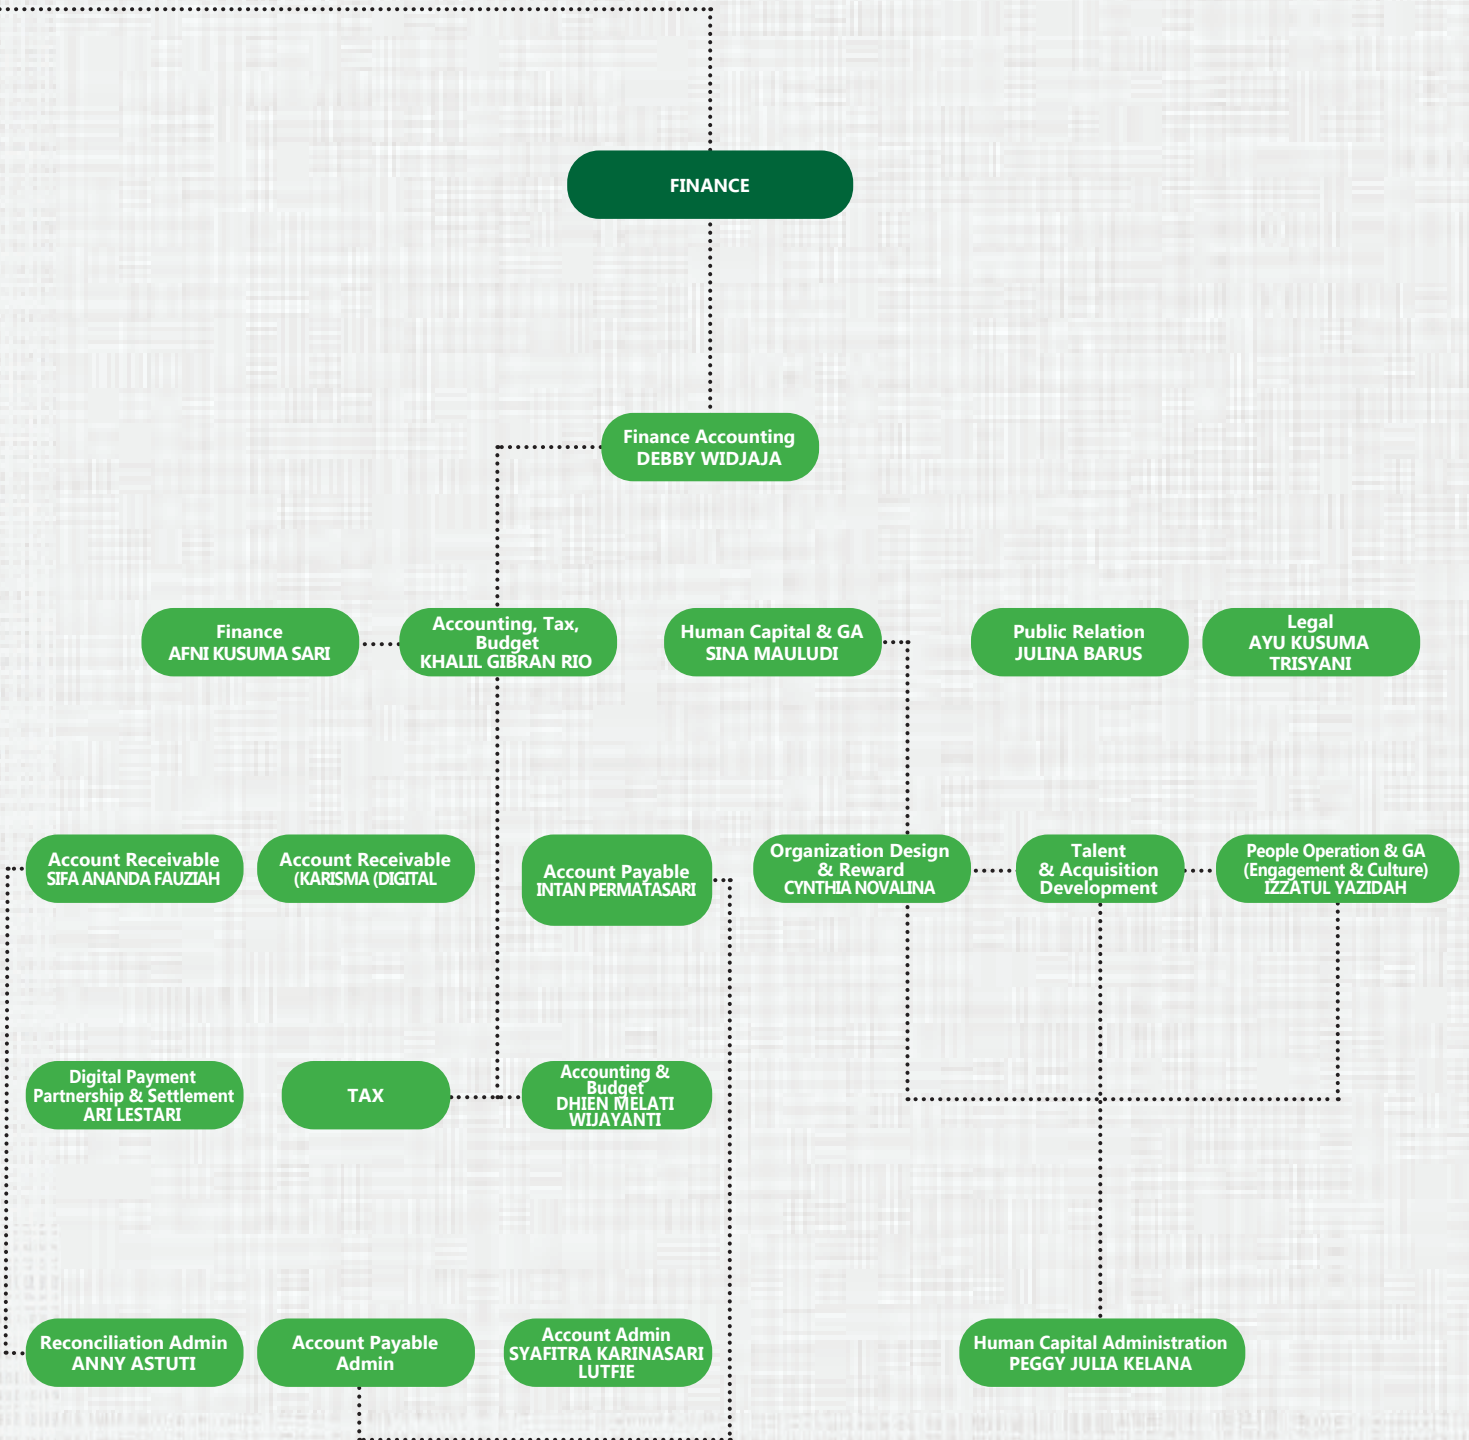 FINANCE
Finance Accounting
DEBBY WIDJAJA
Finance
AFNI KUSUMA SARI
Accounting, Tax,
Budget
KHALIL GIBRAN RIO
Human Capital & GA
SINA MAULUDI
Public Relation
JULINA BARUS
Legal
AYU KUSUMA
TRISYANI
Account Receivable
SIFA ANANDA FAUZIAH
Account Receivable
(KARISMA (DIGITAL
Account Payable
INTAN PERMATASARI
Organization Design
& Reward
CYNTHIA NOVALINA
Talent
& Acquisition
Development
People Operation & GA
(Engagement & Culture)
IZZATUL YAZIDAH
Digital Payment
Partnership & Settlement
ARI LESTARI
TAX
Accounting &
Budget
DHIEN MELATI
WIJAYANTI
Reconciliation Admin
ANNY ASTUTI
Account Payable
Admin
Account Admin
SYAFITRA KARINASARI
LUTFIE
Human Capital Administration
PEGGY JULIA KELANA